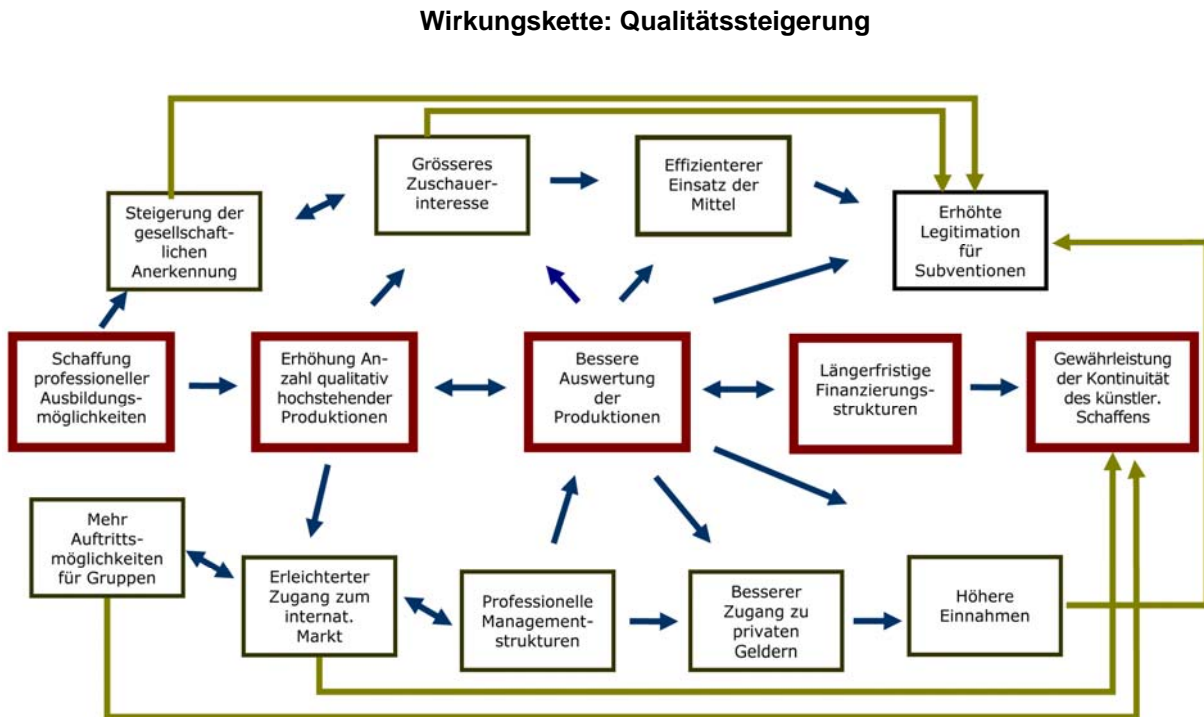 Wirkungskette: Qualitätssteigerung
Grösseres
Zuschauer-
interesse
Effizienterer
Einsatz der
Mittel
Steigerung der
gesellschaft-
lichen
Anerkennung
Erhöhte
Legitimation
für
Subventionen
Schaffung
professioneller
Ausbildungs-
möglichkeiten
Erhöhung An-
zahl qualitativ
hochstehender
Produktionen
Bessere
Auswertung
der
Produktionen
Längerfristige
Finanzierungs-
strukturen
Gewährleistung
der Kontinuität
des künstler.
Schaffens
Mehr
Auftritts-
möglichkeiten
für Gruppen
Erleichterter
Zugang zum
internat.
Markt
Professionelle
Management-
strukturen
Besserer
Zugang zu
privaten
Geldern
Höhere
Einnahmen